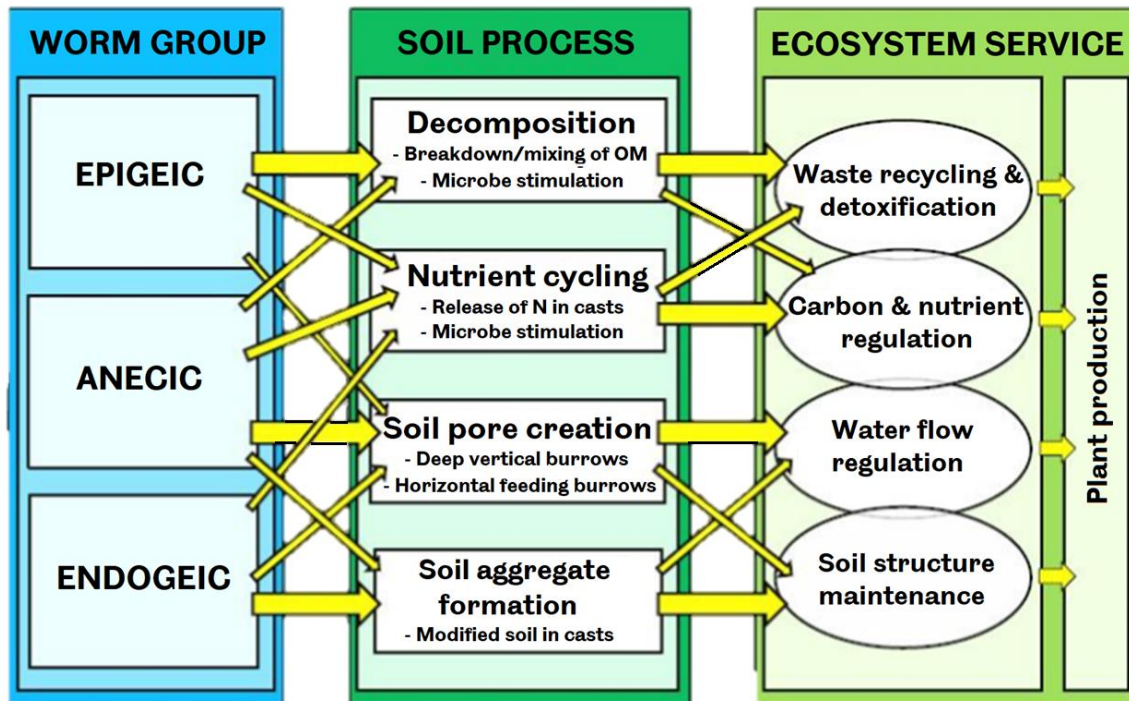 WORM GROUP
EPIGEIC
ANECIC
ENDOGEIC
SOIL PROCESS
Decomposition
- Breakdown/mixing of OM
- Microbe stimulation
Nutrient cycling
- Release of N in casts
- Microbe stimulation
Soil pore creation
- Deep vertical burrows
- Horizontal feeding burrows
Soil aggregate
formation
- Modified soil in casts
ECOSYSTEM SERVICE
Waste recycling &
detoxification
Carbon & nutrient
regulation
Water flow
regulation
Soil structure
maintenance
Plant production